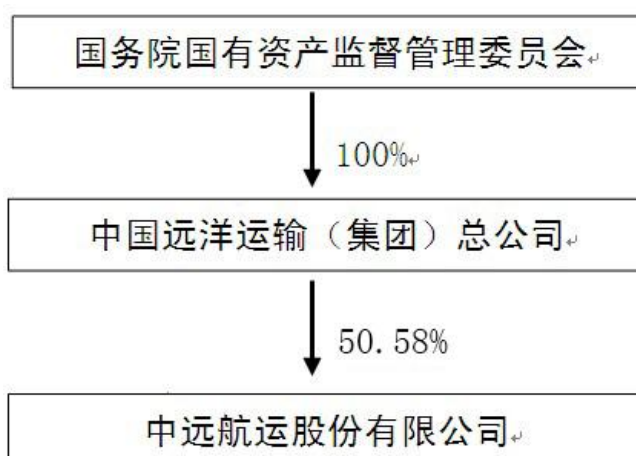 国务院国有资产监督管理委员会
100%
中国远洋运输（集团）总公司
50.58%
中远航运股份有限公司